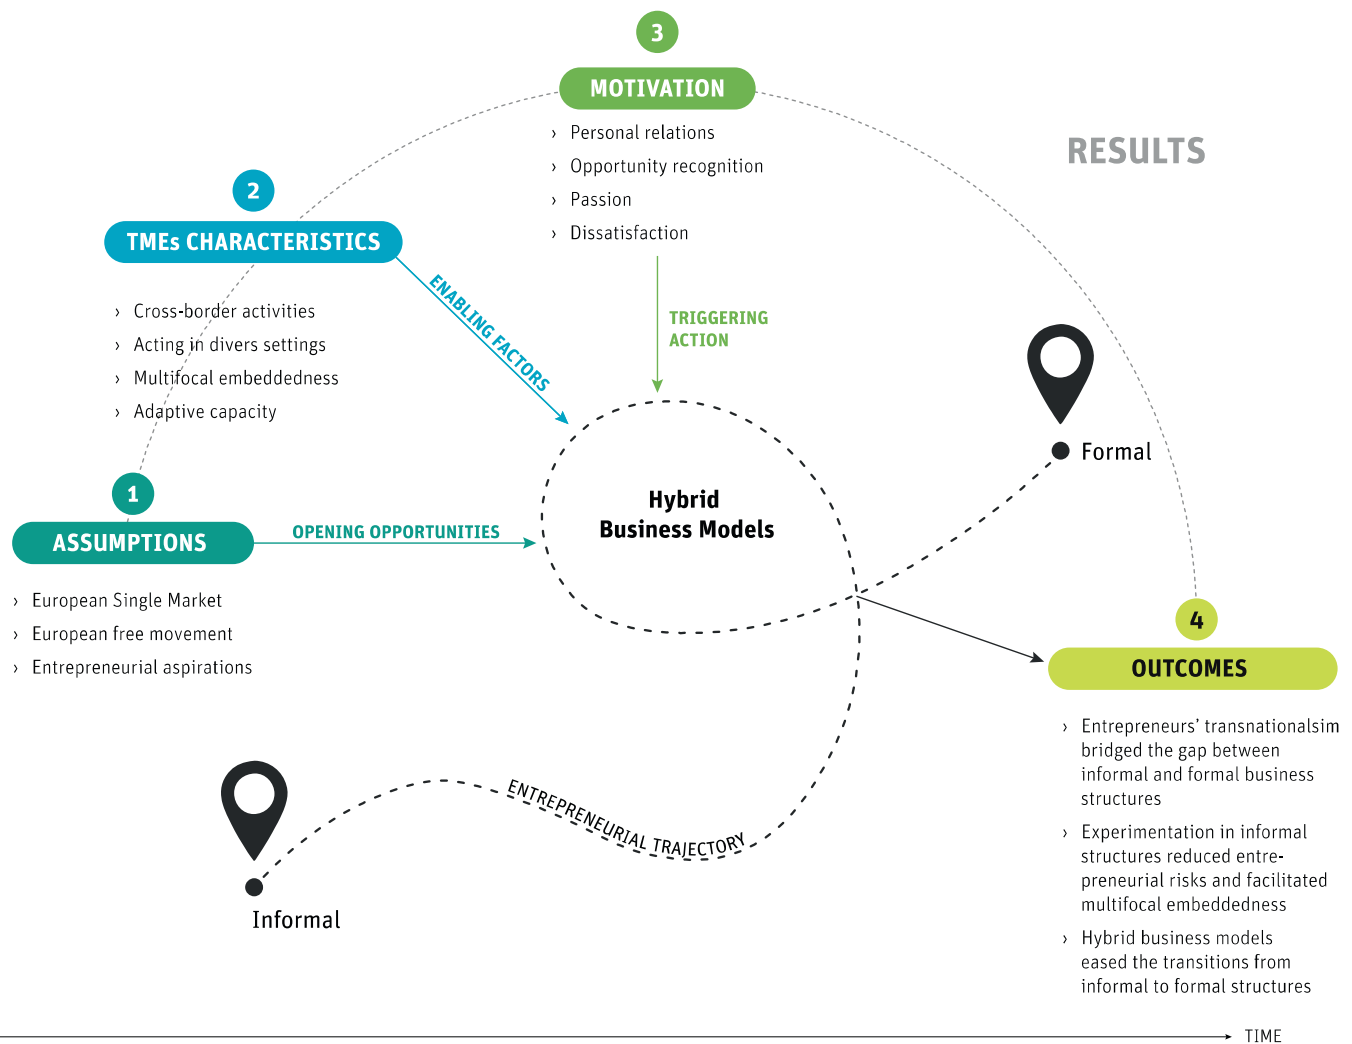 3
MOTIVATION
› Personal relations
› Opportunity recognition
› Passion
› Dissatisfaction
RESULTS
2
TMEs CHARACTERISTICS
› Cross-border activities
› Acting in divers settings
› Multifocal embeddedness
› Adaptive capacity
ENABLING FACTORS
TRIGGERING
ACTION
1
ASSUMPTIONS
› European Single Market
› European free movement
› Entrepreneurial aspirations
OPENING OPPORTUNITIES
Hybrid
Business Models
Formal
4
OUTCOMES
› Entrepreneurs’ transnationalsim
bridged the gap between
informal and formal business
structures
› Experimentation in informal
structures reduced entre-
preneurial risks and facilitated
multifocal embeddedness
› Hybrid business models
eased the transitions from
informal to formal structures
ENTREPRENEURIAL TRAJECTORY
Informal
TIME